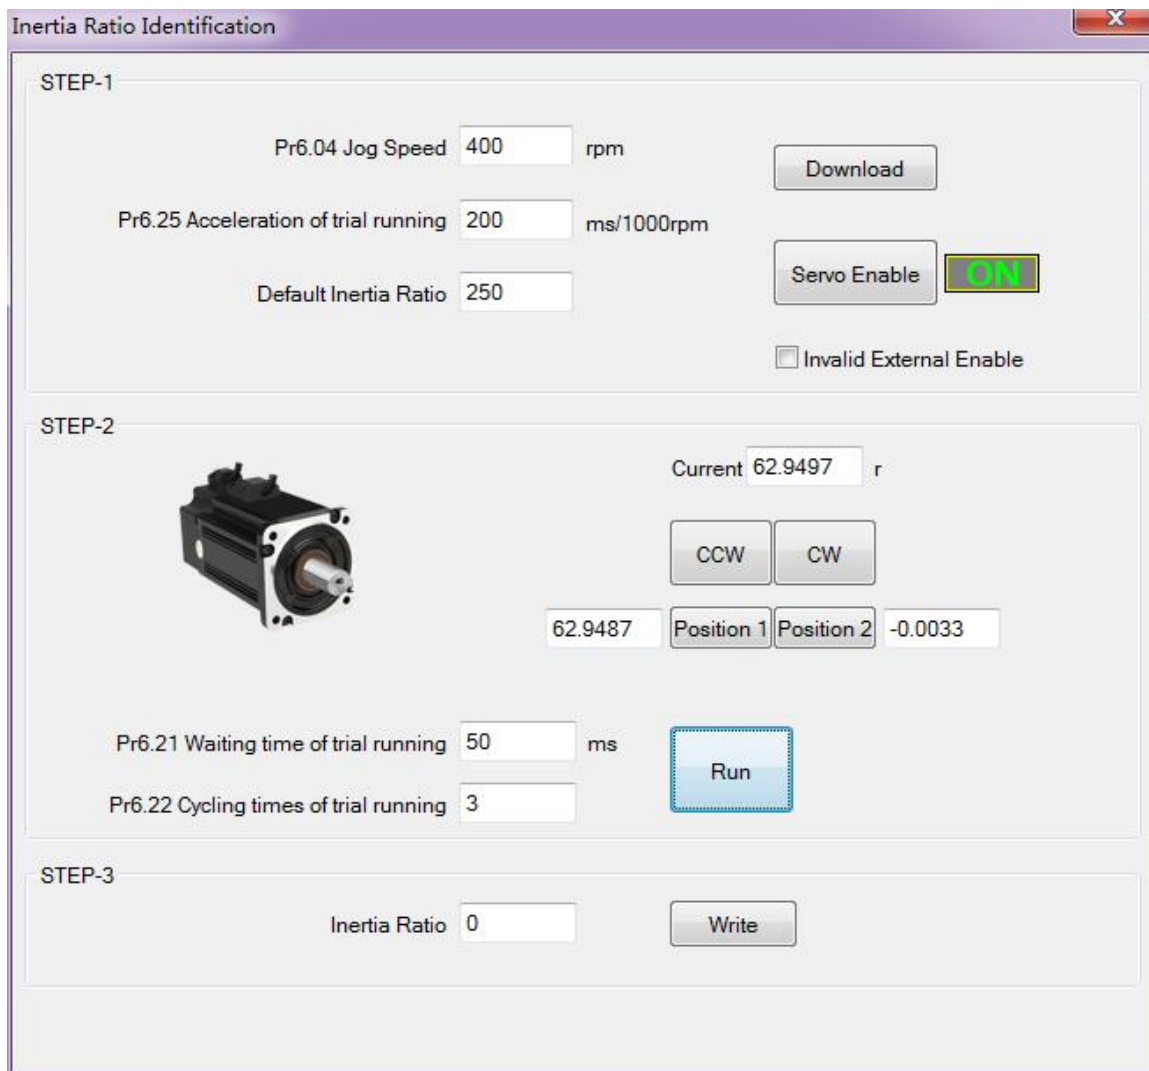 Inertia Ratio Identification
X
STEP-1
Pr6.04 Jog Speed 400 rpm
Download
Pr6.25 Acceleration of trial running 200 ms/1000rpm
Servo Enable ON
Default Inertia Ratio 250
Invalid External Enable
STEP-2
Current 62.9497 r
CCW CW
62.9487 Position 1 Position 2 -0.0033
Pr6.21 Waiting time of trial running 50 ms
Run
Pr6.22 Cycling times of trial running 3
STEP-3
Inertia Ratio 0 Write